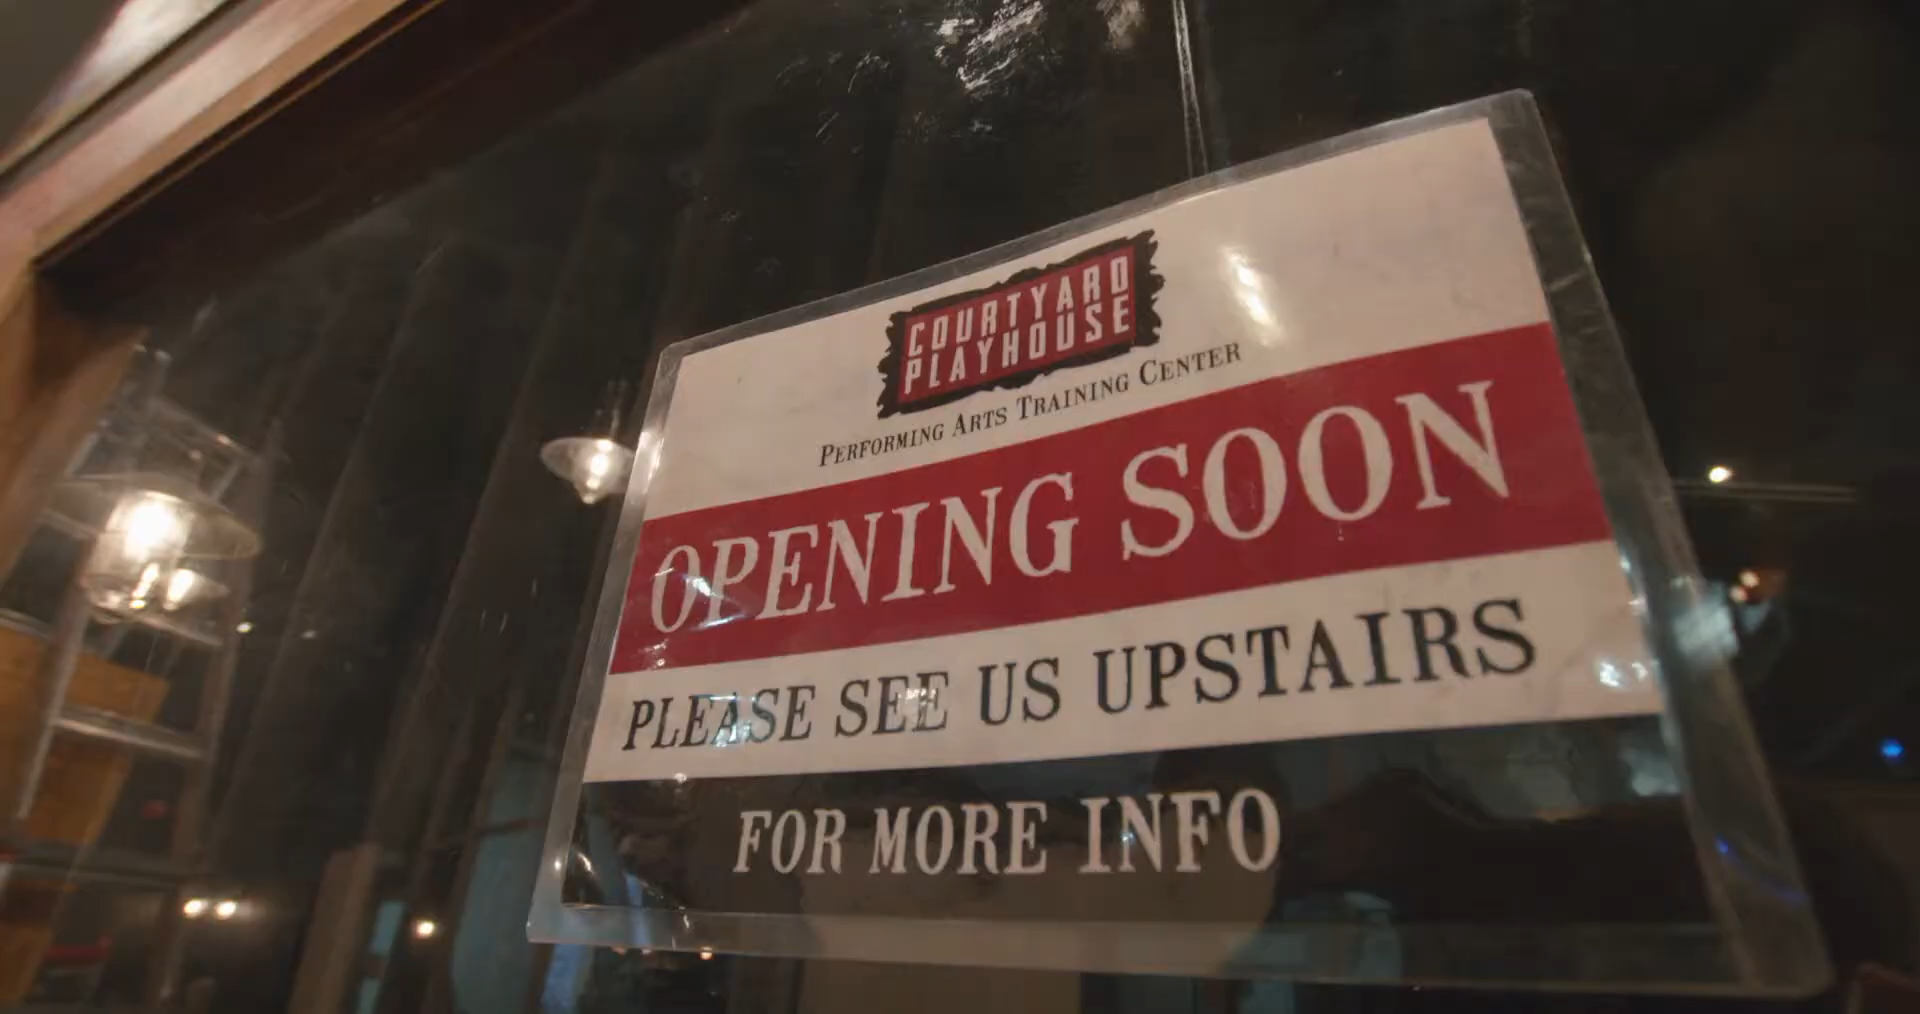 COURTYARD
PLAYHOUSE
PERFORMING ARTS TRAINING CENTER
OPENING SOON
PLEASE SEE US UPSTAIRS
FOR MORE INFO